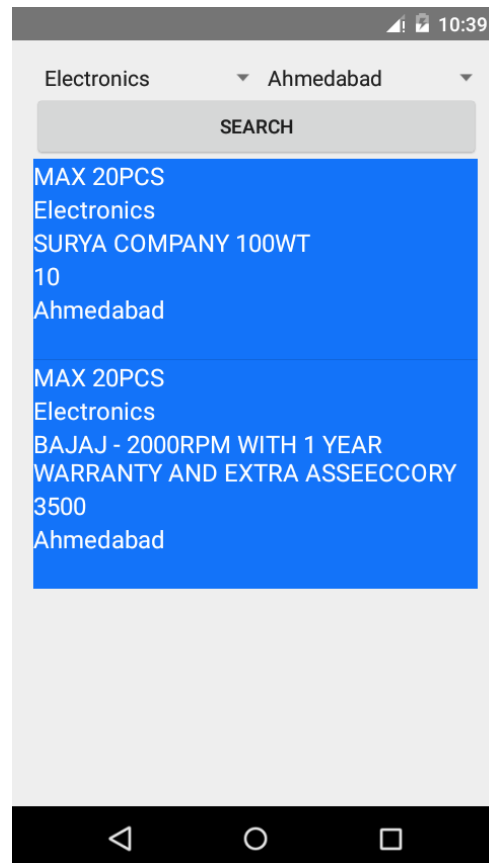 10:39
Electronics Ahmedabad
SEARCH
MAX 20PCS
Electronics
SURYA COMPANY 100WT
10
Ahmedabad
MAX 20PCS
Electronics
BAJAJ - 2000RPM WITH 1 YEAR
WARRANTY AND EXTRA ASSEECCORY
3500
Ahmedabad